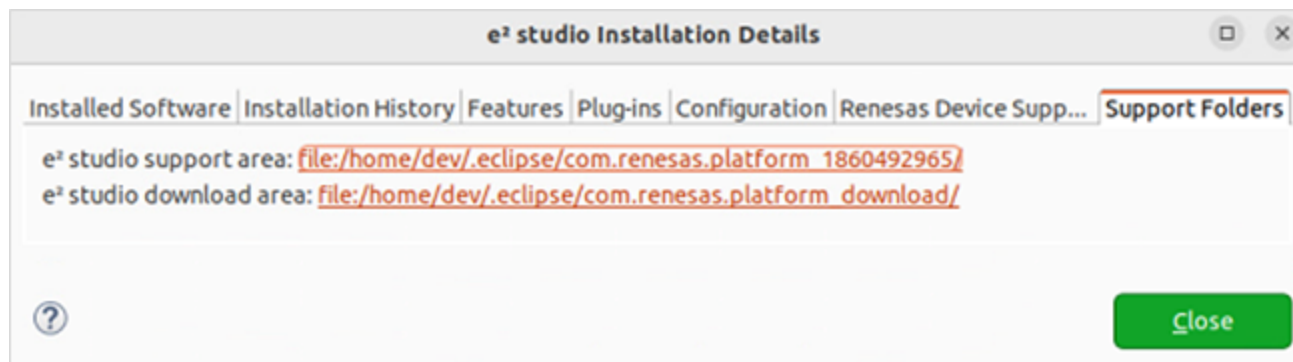 e² studio Installation Details
Installed Software Installation History Features Plug-ins Configuration Renesas Device Supp... Support Folders
e² studio support area: file:/home/dev/.eclipse/com.renesas.platform_1860492965/
e² studio download area: file:/home/dev/.eclipse/com.renesas.platform_download/
?
Close